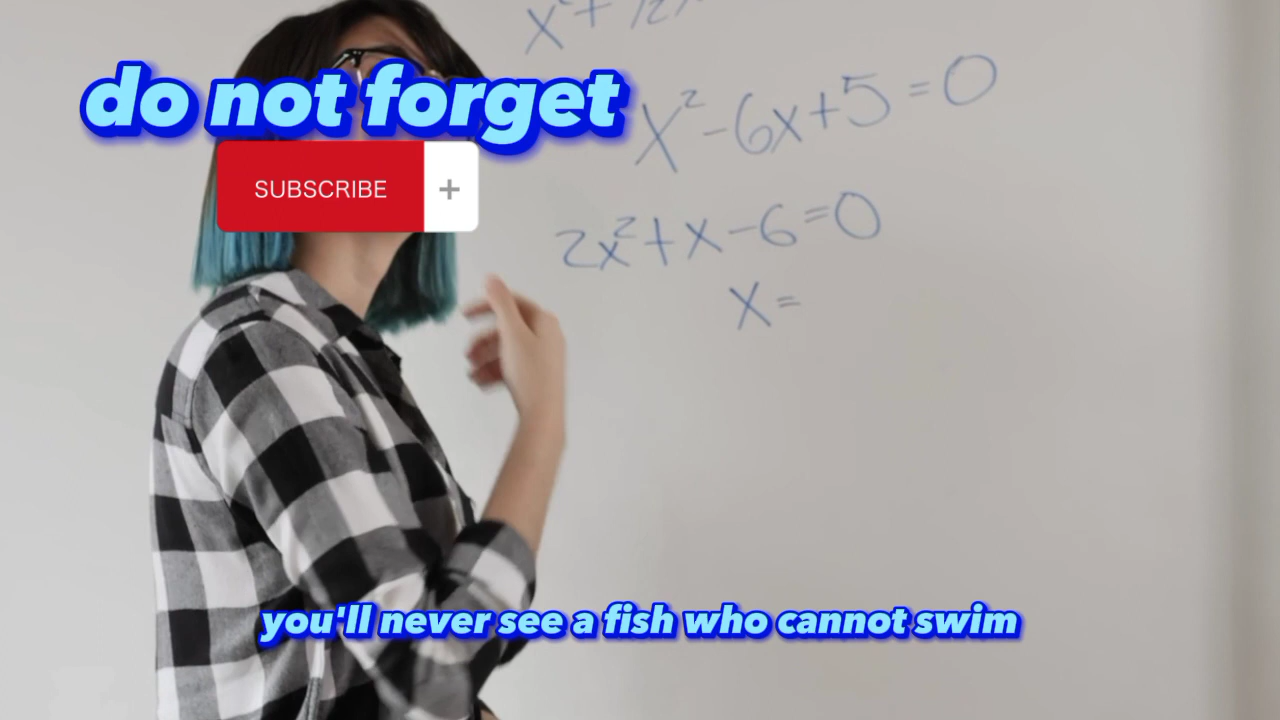 do not forget
SUBSCRIBE +
x² - 6x + 5 = 0
2x² + x - 6 = 0
x =
you'll never see a fish who cannot swim